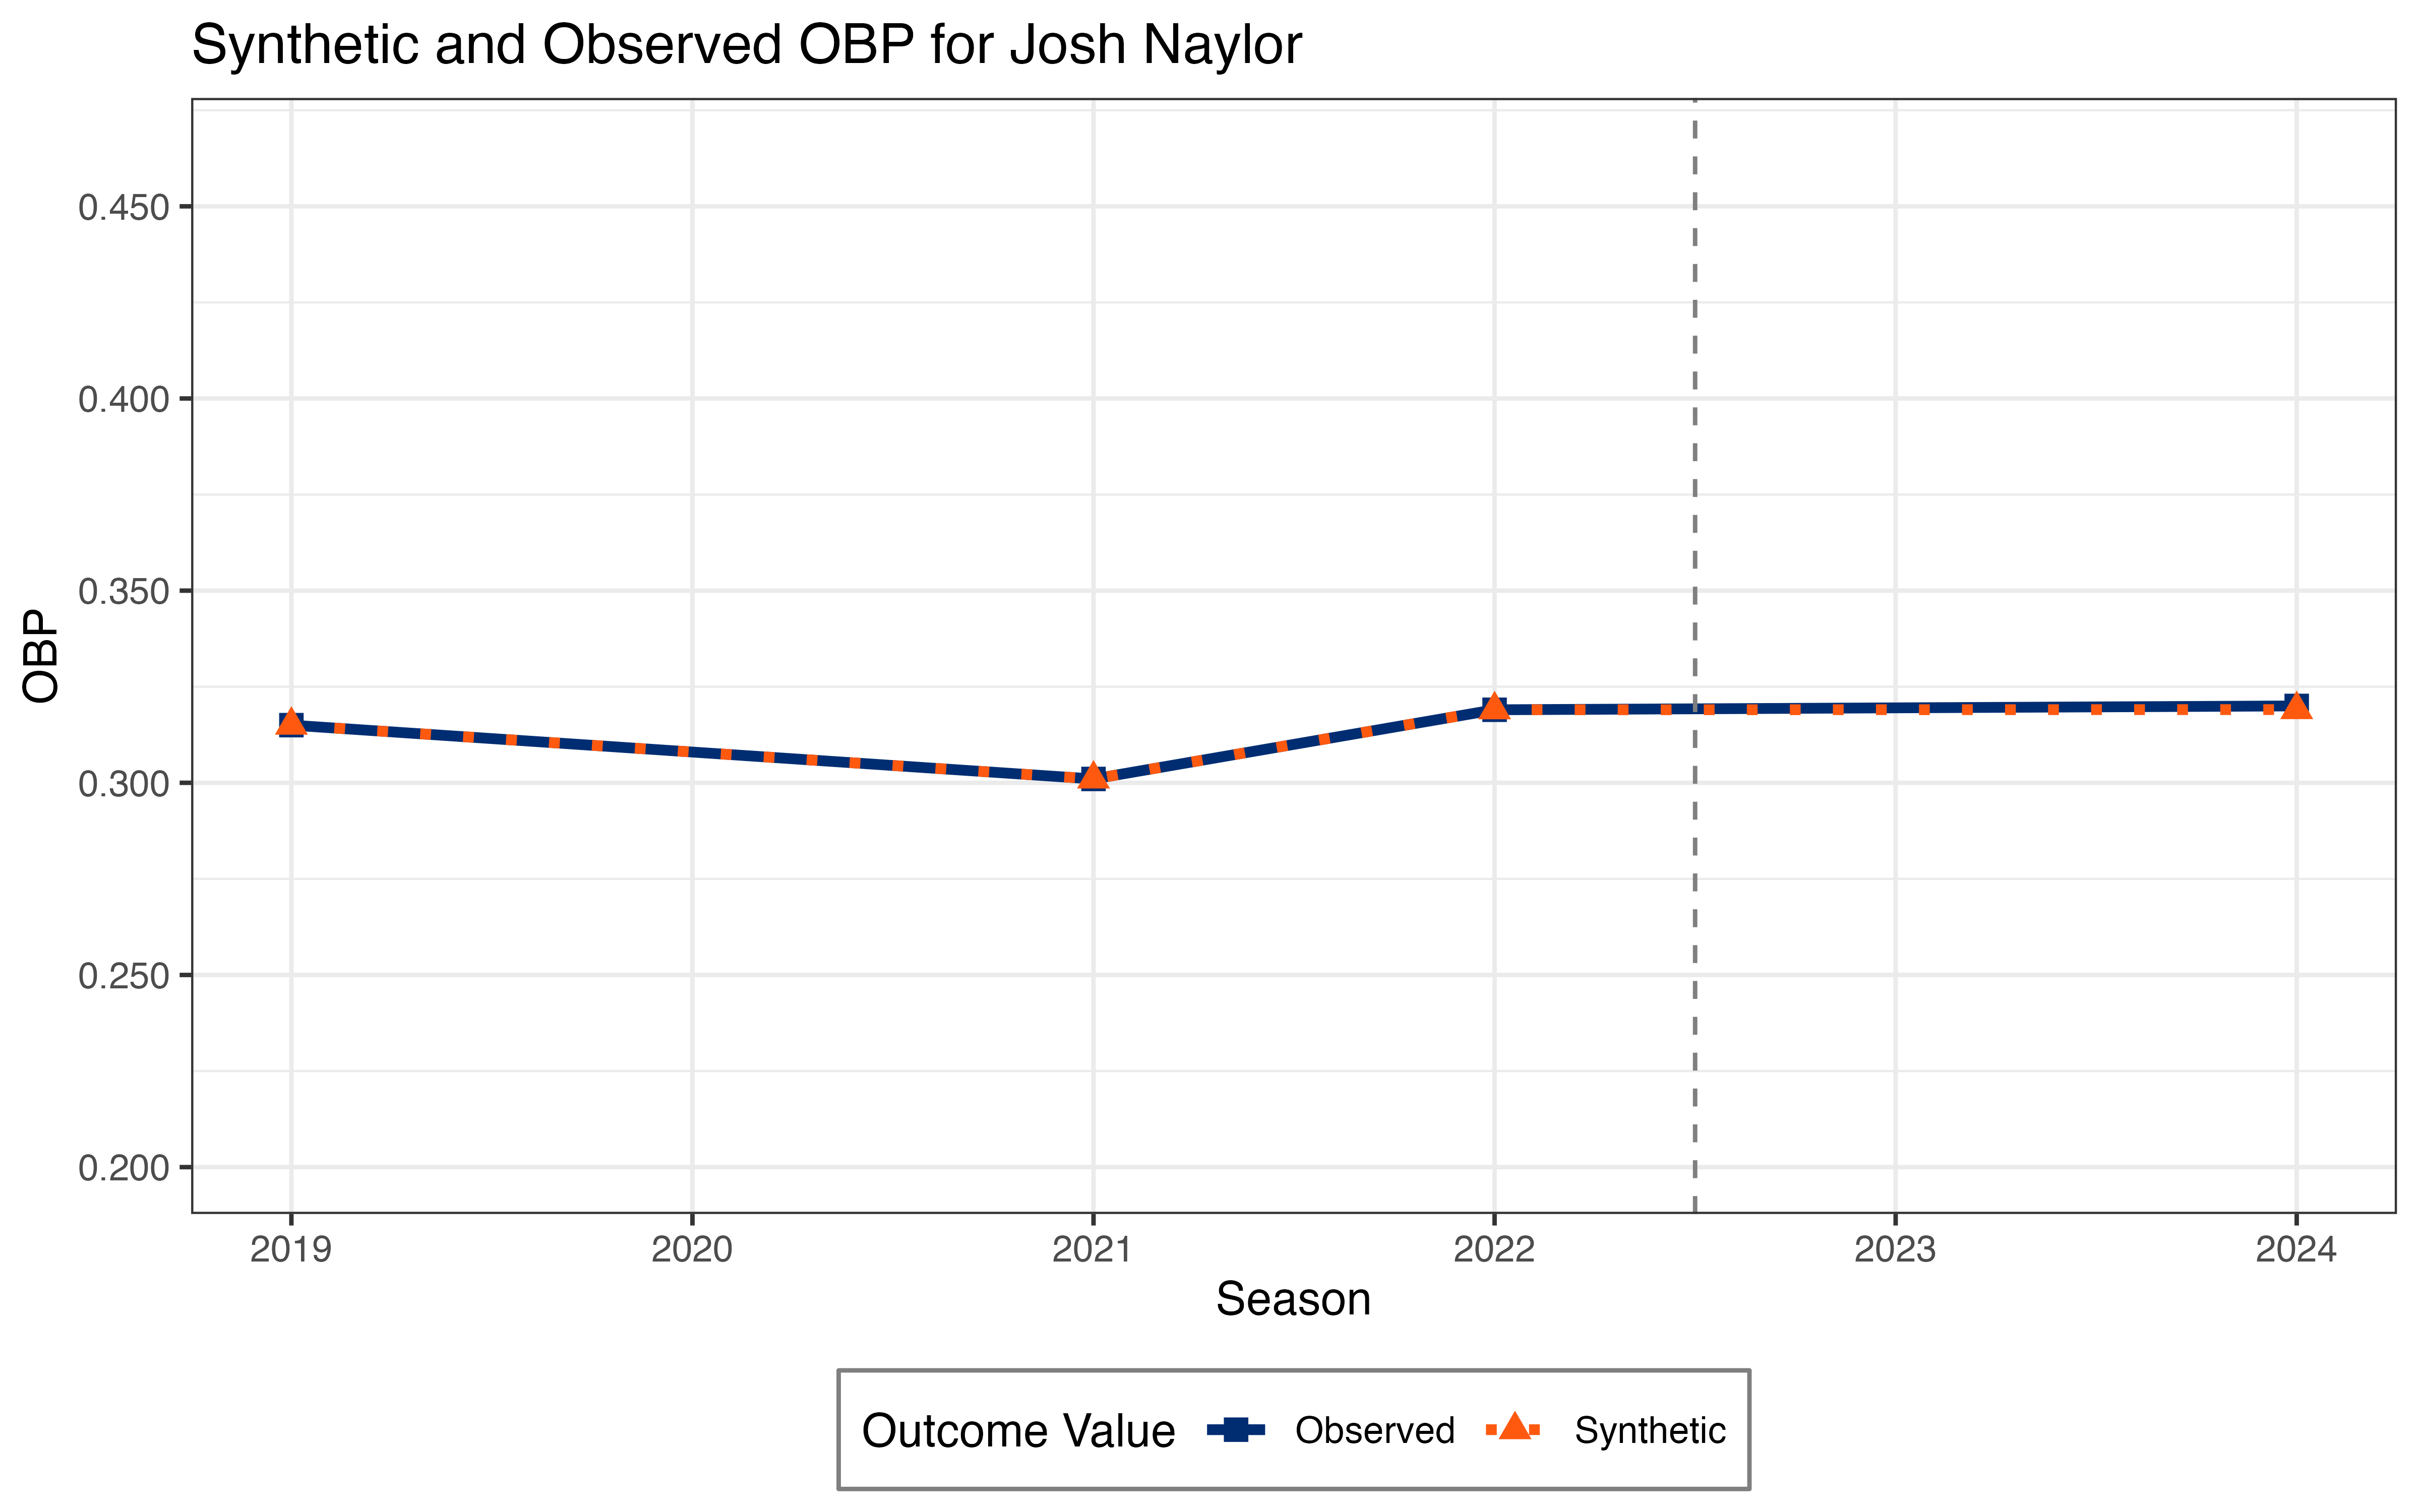 Synthetic and Observed OBP for Josh Naylor
0.450
0.400
0.350
0.300
0.250
0.200
OBP
2019 2020 2021 2022 2023 2024
Season
Outcome Value Observed Synthetic